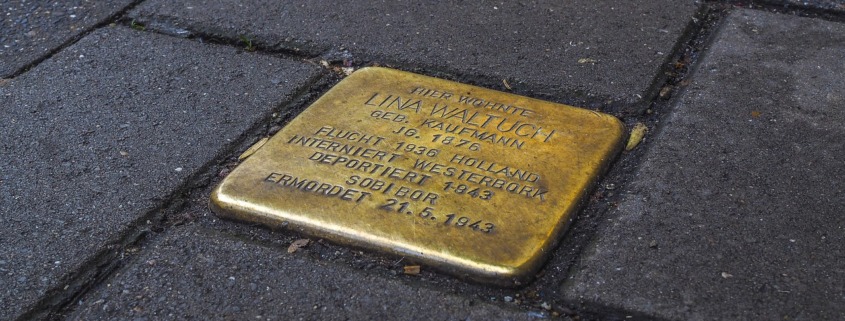 HIER WOHNTE
LINA WALTUCH
GEB. KAUFMANN
JG. 1876
FLUCHT 1936 HOLLAND
INTERNIERT WESTERBORK
DEPORTIERT 1943
SOBIBOR
ERMORDET 21.5.1943